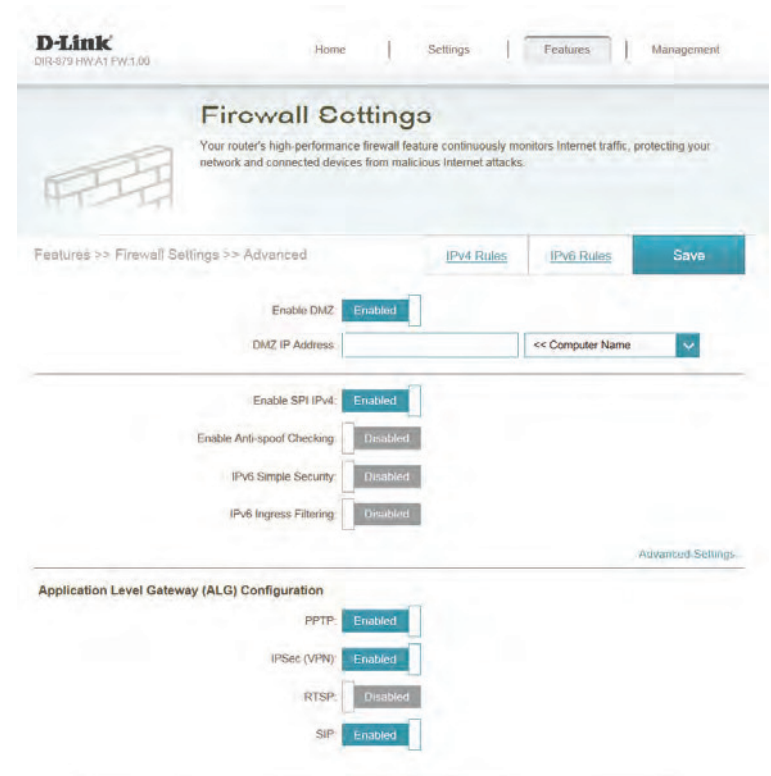 D-Link
DIR-879 HW:A1 FW:1.00
Home | Settings | Features | Management
Firewall Settings
Your router's high-performance firewall feature continuously monitors Internet traffic, protecting your
network and connected devices from malicious Internet attacks.
Features >> Firewall Settings >> Advanced
IPv4 Rules
IPv6 Rules
Save
Enable DMZ: Enabled
DMZ IP Address: << Computer Name
Enable SPI IPv4: Enabled
Enable Anti-spoof Checking: Disabled
IPv6 Simple Security: Disabled
IPv6 Ingress Filtering: Disabled
Advanced Settings...
Application Level Gateway (ALG) Configuration
PPTP: Enabled
IPSec (VPN): Enabled
RTSP: Disabled
SIP: Enabled